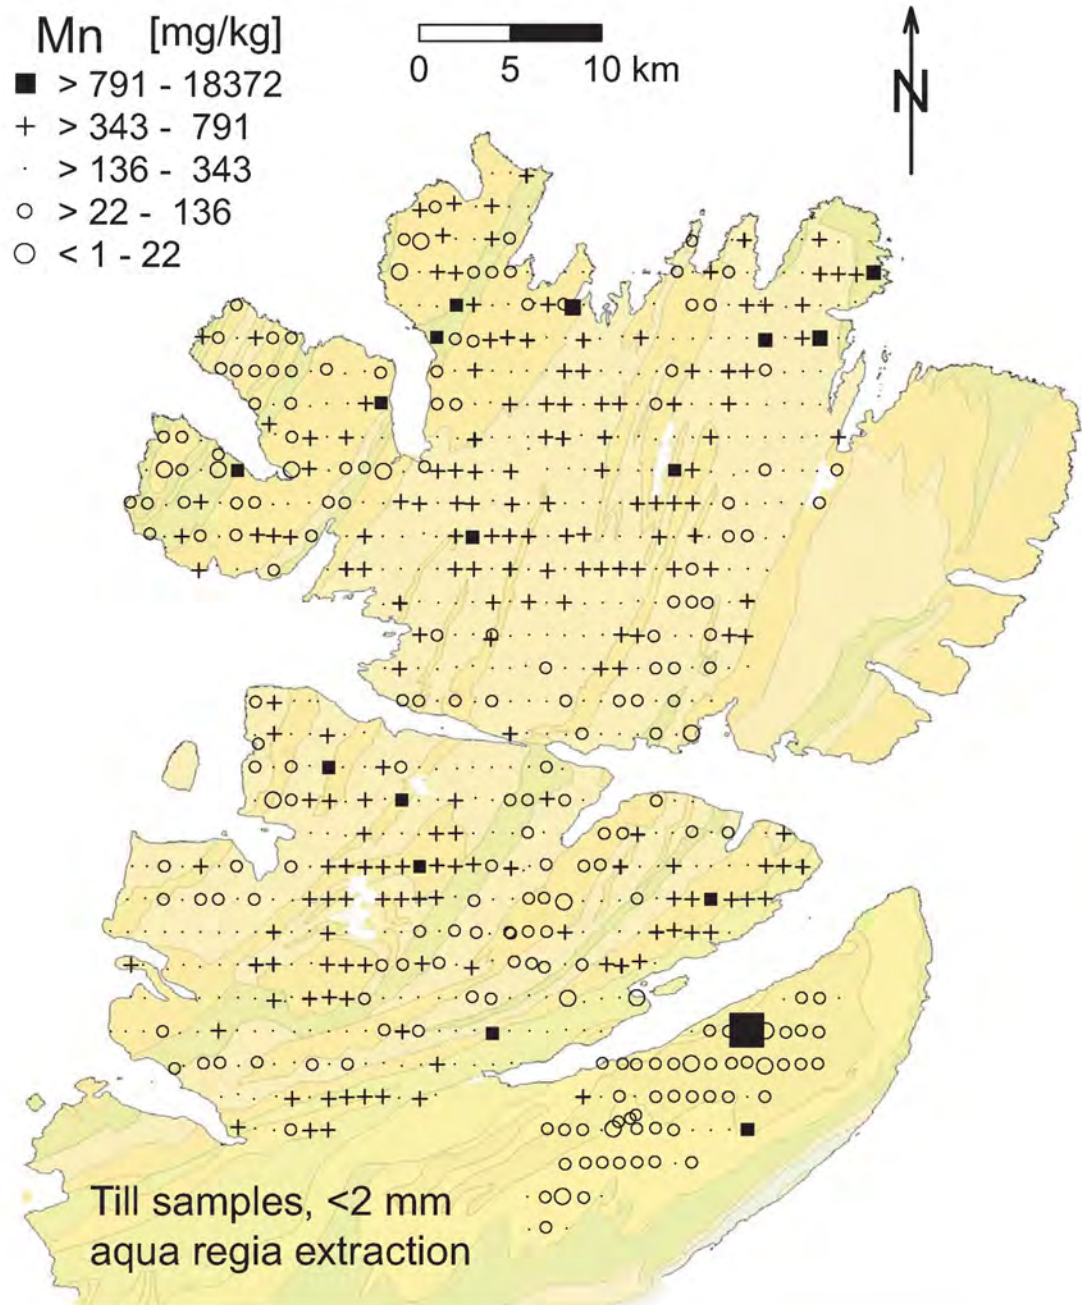 Mn [mg/kg]
> 791 - 18372
> 343 - 791
> 136 - 343
> 22 - 136
< 1 - 22
0 5 10 km
N
Till samples, <2 mm
aqua regia extraction